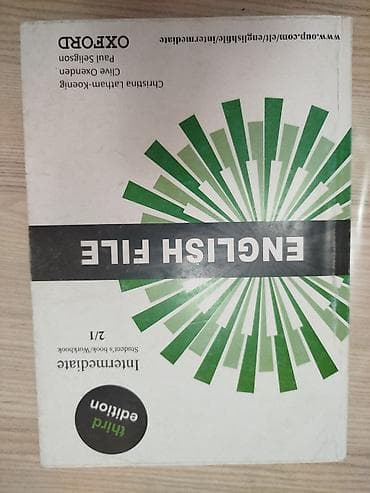 third
edition
Intermediate
Student's book/Workbook
2/1
ENGLISH FILE
Christina Latham-Koenig
Clive Oxenden
Paul Seligson
OXFORD
www.oup.com/elt/englishfile/intermediate